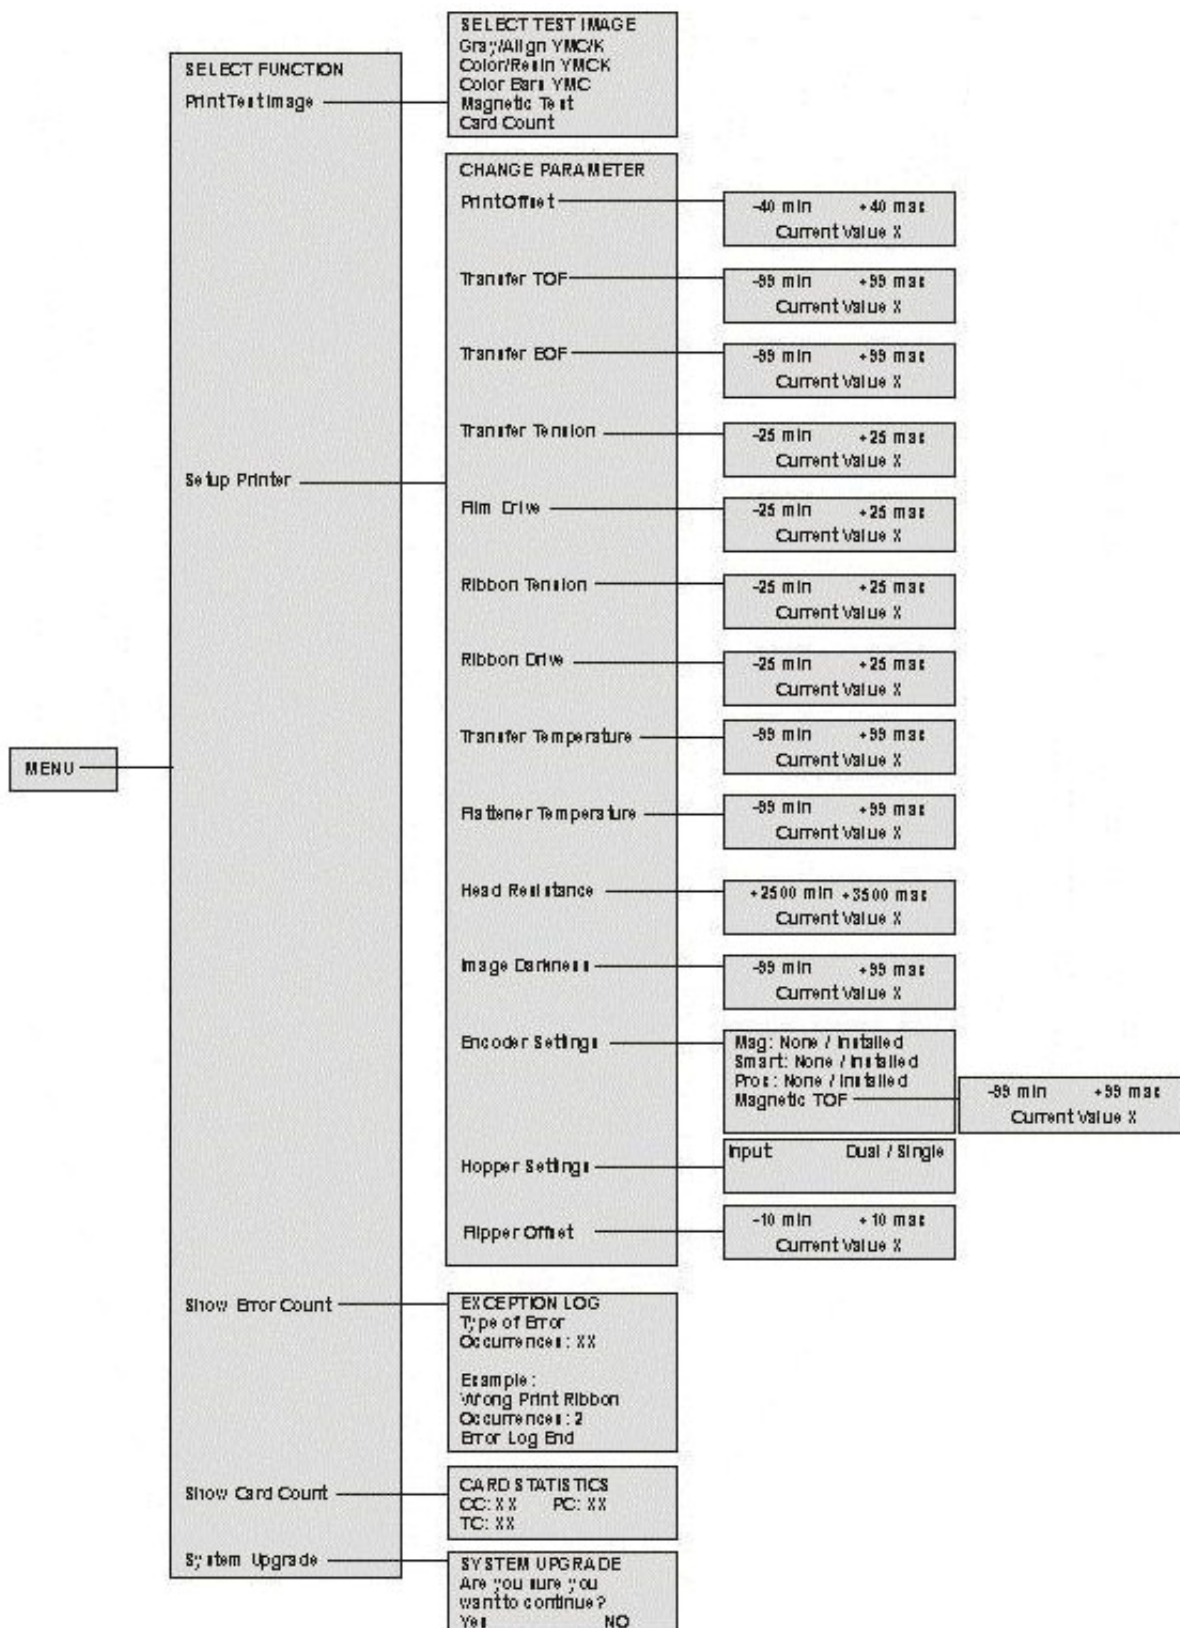 MENU
SELECT FUNCTION
Print Test Image
SELECT TEST IMAGE
Gray/Align YMC/K
Color/Resin YMCK
Color Bars YMC
Magnetic Test
Card Count
Setup Printer
CHANGE PARAMETER
Print Offset
-40 min +40 max
Current Value X
Transfer TOF
-99 min +99 max
Current Value X
Transfer EOF
-99 min +99 max
Current Value X
Transfer Tension
-25 min +25 max
Current Value X
Film Drive
-25 min +25 max
Current Value X
Ribbon Tension
-25 min +25 max
Current Value X
Ribbon Drive
-25 min +25 max
Current Value X
Transfer Temperature
-99 min +99 max
Current Value X
Flattener Temperature
-99 min +99 max
Current Value X
Head Resistance
+2500 min +3500 max
Current Value X
Image Darkness
-99 min +99 max
Current Value X
Encoder Settings
Mag: None / Installed
Smart: None / Installed
Prox: None / Installed
Magnetic TOF
-99 min +99 max
Current Value X
Hopper Settings
Input Dual / Single
Flipper Offset
-10 min +10 max
Current Value X
Show Error Count
EXCEPTION LOG
Type of Error
Occurrences: XX
Example:
Wrong Print Ribbon
Occurrences: 2
Error Log End
Show Card Count
CARD STATISTICS
CC: XX PC: XX
TC: XX
System Upgrade
SYSTEM UPGRADE
Are you sure you
want to continue?
Yes NO